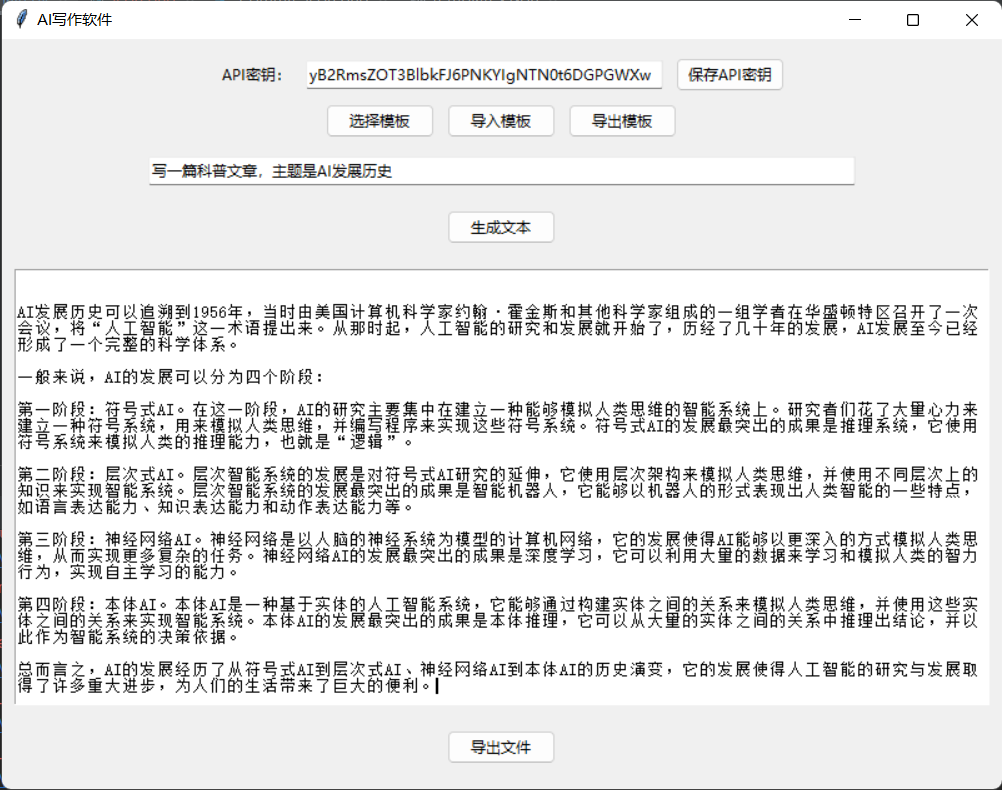 AI写作软件
API密钥： yB2RmsZOT3BlbkFJ6PNKYIgNTN0t6DGPGWXw 保存API密钥
选择模板 导入模板 导出模板
写一篇科普文章，主题是AI发展历史
生成文本
AI发展历史可以追溯到1956年，当时由美国计算机科学家约翰·霍金斯和其他科学家组成的一组学者在华盛顿特区召开了一次
会议，将“人工智能”这一术语提出来。从那时起，人工智能的研究和发展就开始了，历经了几十年的发展，AI发展至今已经
形成了一个完整的科学体系。
一般来说，AI的发展可以分为四个阶段：
第一阶段：符号式AI。在这一阶段，AI的研究主要集中在建立一种能够模拟人类思维的智能系统上。研究者们花了大量心力来
建立一种符号系统，用来模拟人类思维，并编写程序来实现这些符号系统。符号式AI的发展最突出的成果是推理系统，它使用
符号系统来模拟人类的推理能力，也就是“逻辑”。
第二阶段：层次式AI。层次智能系统的发展是对符号式AI研究的延伸，它使用层次架构来模拟人类思维，并使用不同层次上的
知识来实现智能系统。层次智能系统的发展最突出的成果是智能机器人，它能够以机器人的形式表现出人类智能的一些特点，
如语言表达能力、知识表达能力和动作表达能力等。
第三阶段：神经网络AI。神经网络是以人脑的神经系统为模型的计算机网络，它的发展使得AI能够以更深入的方式模拟人类思
维，从而实现更多复杂的任务。神经网络AI的发展最突出的成果是深度学习，它可以利用大量的数据来学习和模拟人类的智力
行为，实现自主学习的能力。
第四阶段：本体AI。本体AI是一种基于实体的人工智能系统，它能够通过构建实体之间的关系来模拟人类思维，并使用这些实
体之间的关系来实现智能系统。本体AI的发展最突出的成果是本体推理，它可以从大量的实体之间的关系中推理出结论，并以
此作为智能系统的决策依据。
总而言之，AI的发展经历了从符号式AI到层次式AI、神经网络AI到本体AI的历史演变，它的发展使得人工智能的研究与发展取
得了许多重大进步，为人们的生活带来了巨大的便利。
导出文件